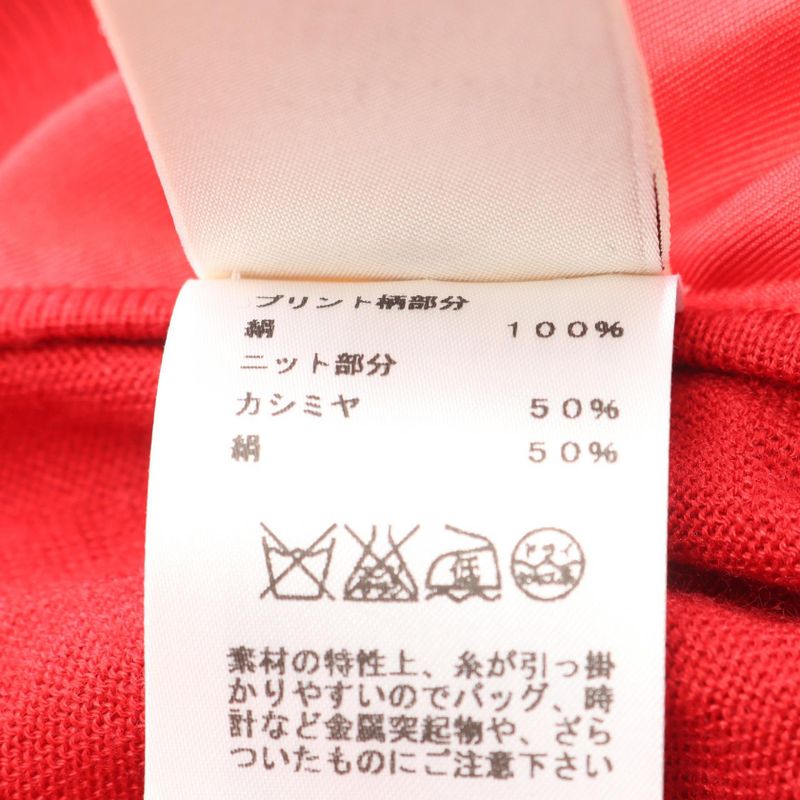 プリント柄部分
絹 100%
ニット部分
カシミヤ 50%
絹 50%
低 ドライ
素材の特性上、糸が引っ掛
かりやすいのでバッグ、時
計など金属突起物や、ざら
ついたものにご注意下さい